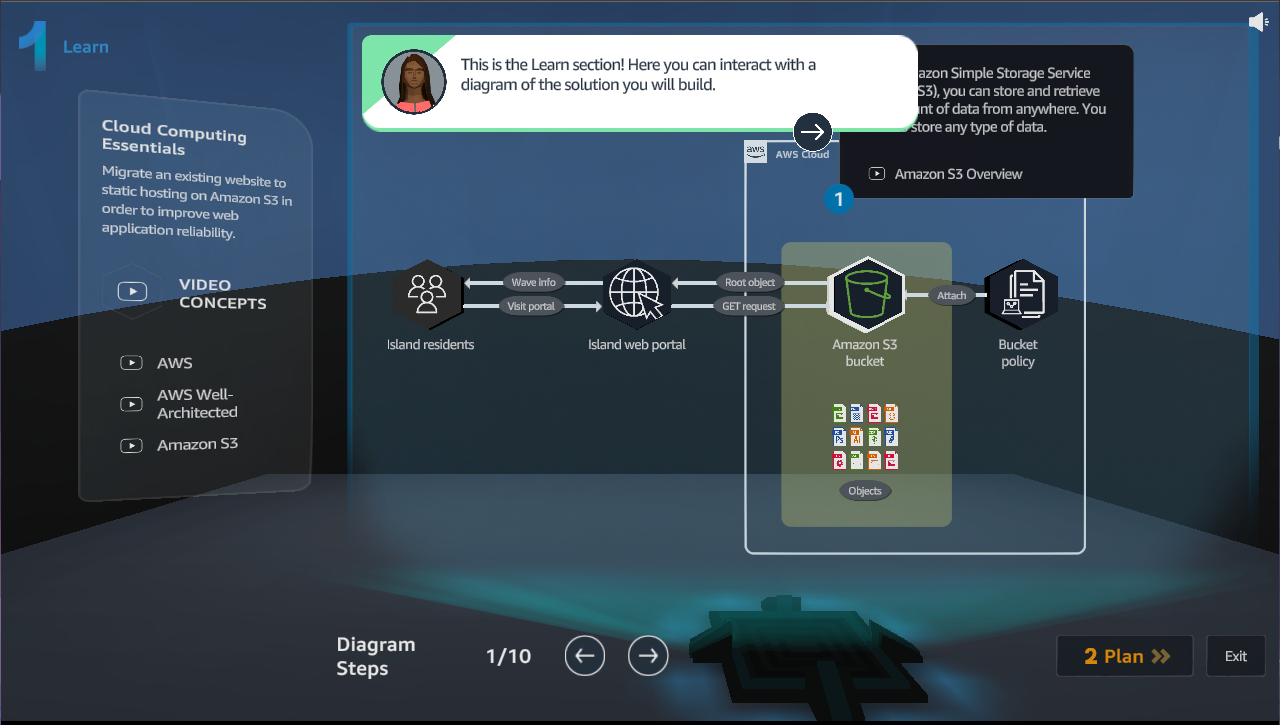 1 Learn
This is the Learn section! Here you can interact with a
diagram of the solution you will build.
azon Simple Storage Service
S3), you can store and retrieve
unt of data from anywhere. You
store any type of data.
Amazon S3 Overview
aws
AWS Cloud
1
Cloud Computing
Essentials
Migrate an existing website to
static hosting on Amazon S3 in
order to improve web
application reliability.
VIDEO
CONCEPTS
AWS
AWS Well-
Architected
Amazon S3
Wave info
Visit portal
Root object
GET request
Attach
Island residents
Island web portal
Amazon S3
bucket
Bucket
policy
Ps
Ai
Objects
Diagram
Steps
1/10
2 Plan
Exit